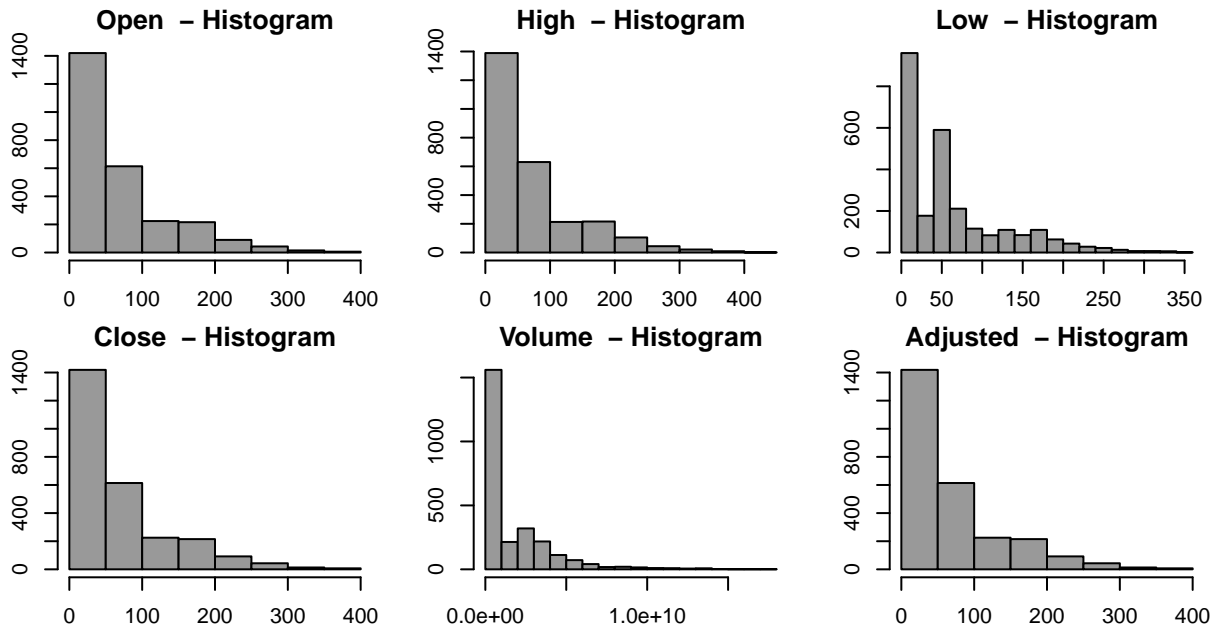 Open – Histogram
High – Histogram
Low – Histogram
1400
800
400
0
1400
800
400
0
600
200
0
0 100 200 300 400
0 100 200 300 400
0 50 150 250 350
Close – Histogram
Volume – Histogram
Adjusted – Histogram
1400
800
400
0
1000
500
0
1400
800
400
0
0 100 200 300 400
0.0e+00 1.0e+10
0 100 200 300 400